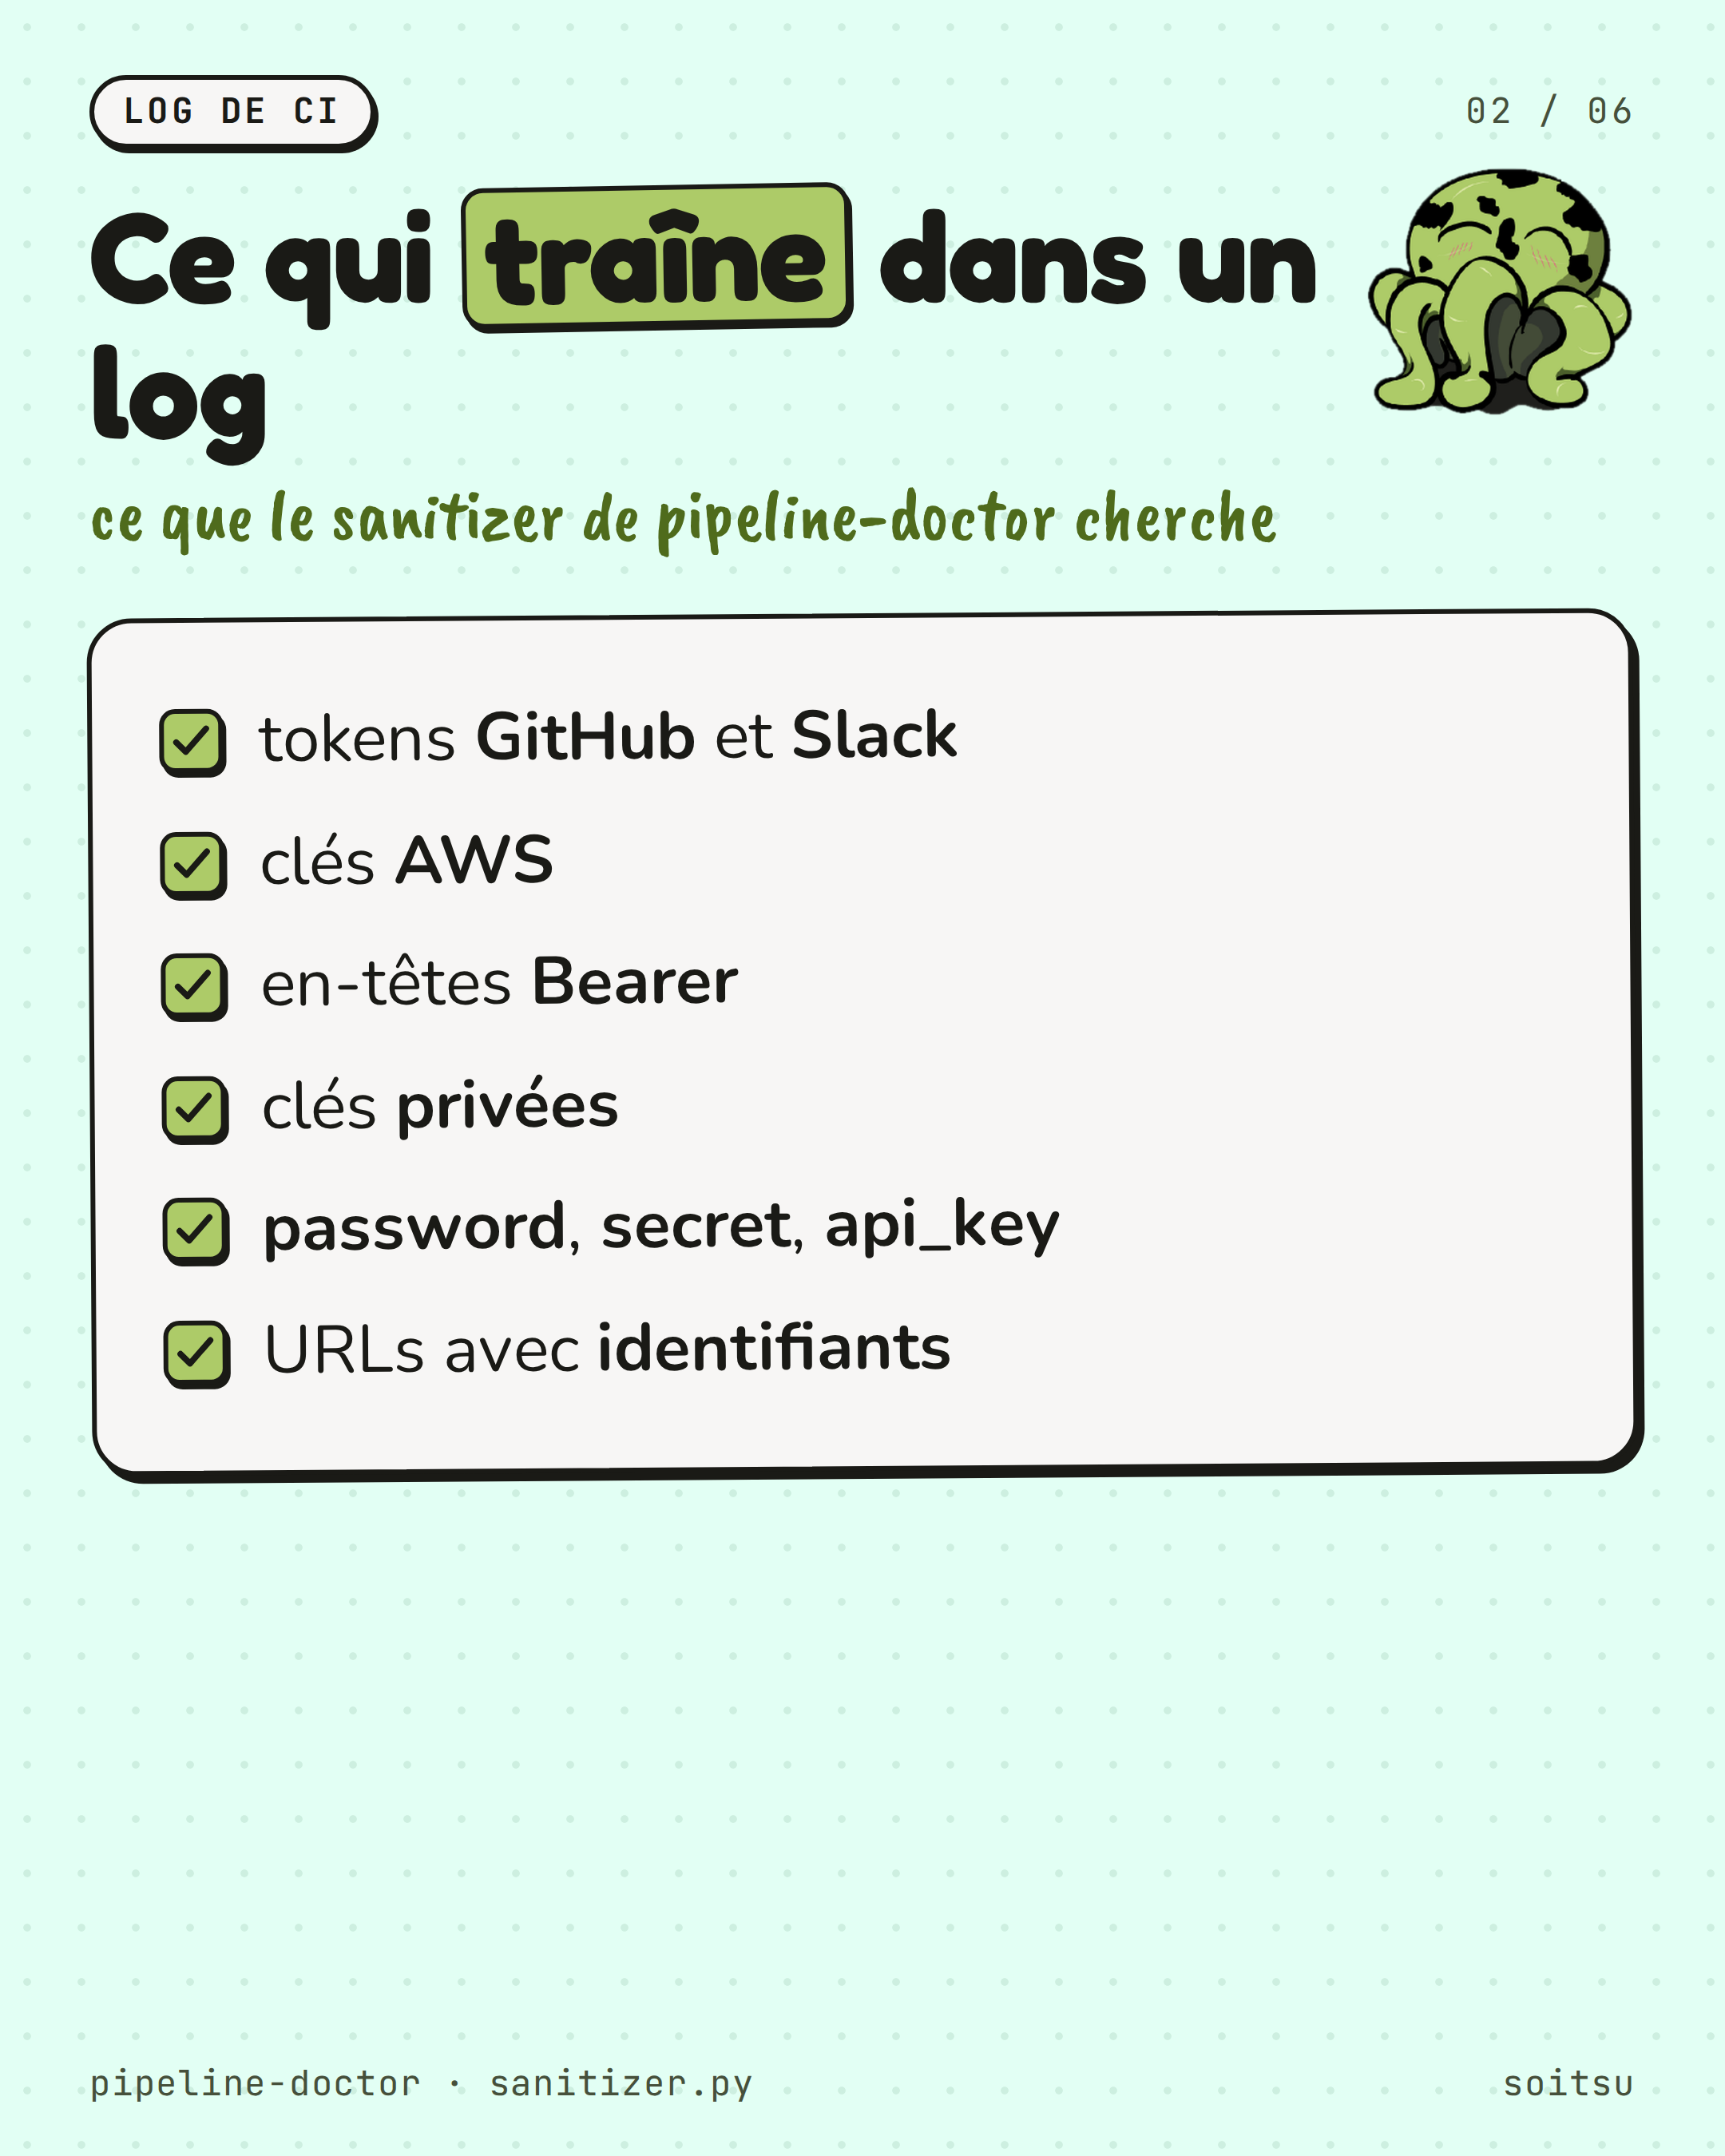 LOG DE CI
02 / 06
Ce qui traîne dans un
log
ce que le sanitizer de pipeline-doctor cherche
tokens GitHub et Slack
clés AWS
en-têtes Bearer
clés privées
password, secret, api_key
URLs avec identifiants
pipeline-doctor · sanitizer.py
soitsu